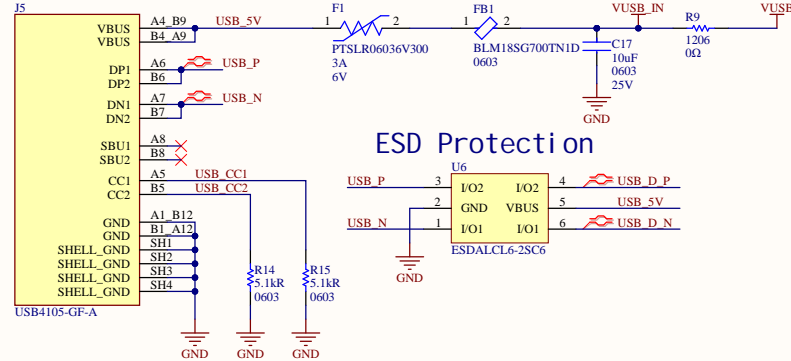 J5
VBUS A4_B9 USB_5V
VBUS B4_A9
DP1 A6 USB_P
DP2 B6
DN1 A7 USB_N
DN2 B7
SBU1 A8
SBU2 B8
CC1 A5 USB_CC1
CC2 B5 USB_CC2
GND A1_B12
GND B1_A12
SHELL_GND SH1
SHELL_GND SH2
SHELL_GND SH3
SHELL_GND SH4
USB4105-GF-A
GND
R14
5.1kR
0603
GND
R15
5.1kR
0603
GND
F1
1 2
PTSLR06036V300
3A
6V
FB1
1 2
BLM18SG700TN1D
0603
VUSB_IN
C17
10uF
0603
25V
GND
R9
1206
0Ω
VUSB
ESD Protection
U6
USB_P 3 I/O2 I/O2 4 USB_D_P
2 GND VBUS 5 USB_5V
USB_N 1 I/O1 I/O1 6 USB_D_N
ESDALCL6-2SC6
GND